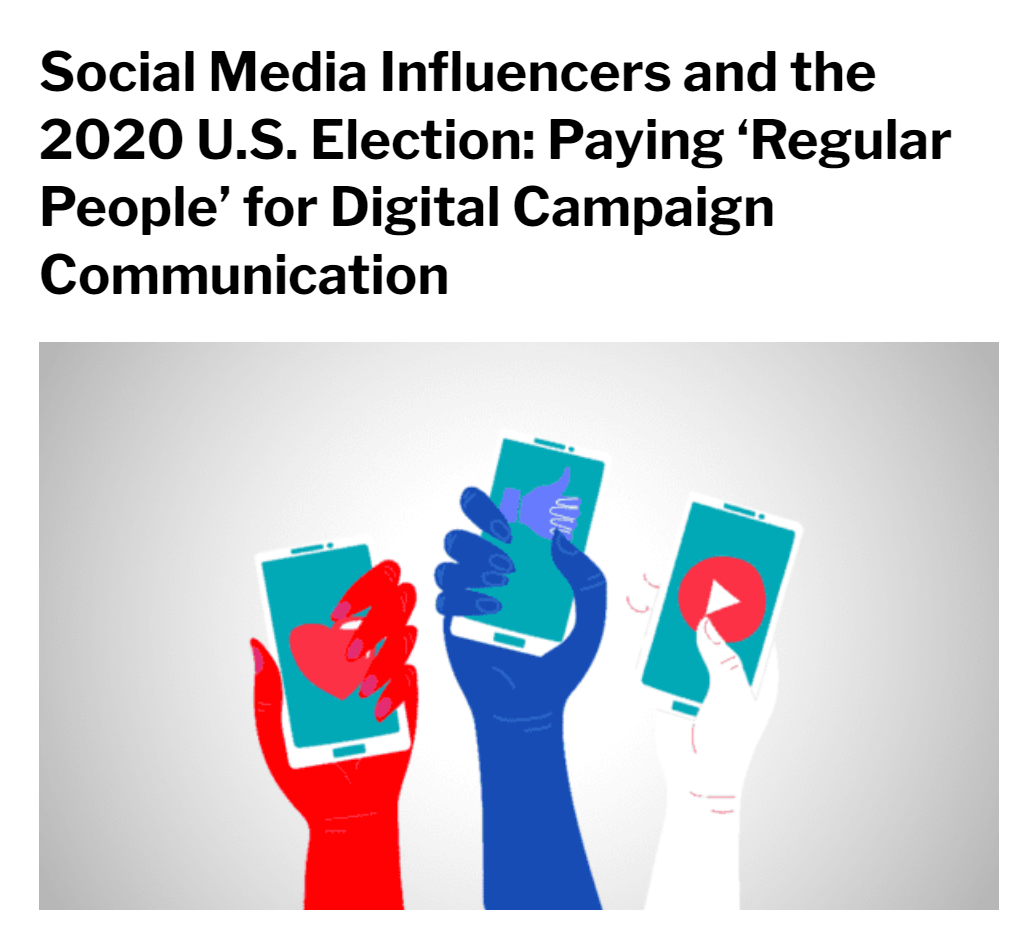 Social Media Influencers and the
2020 U.S. Election: Paying ‘Regular
People’ for Digital Campaign
Communication